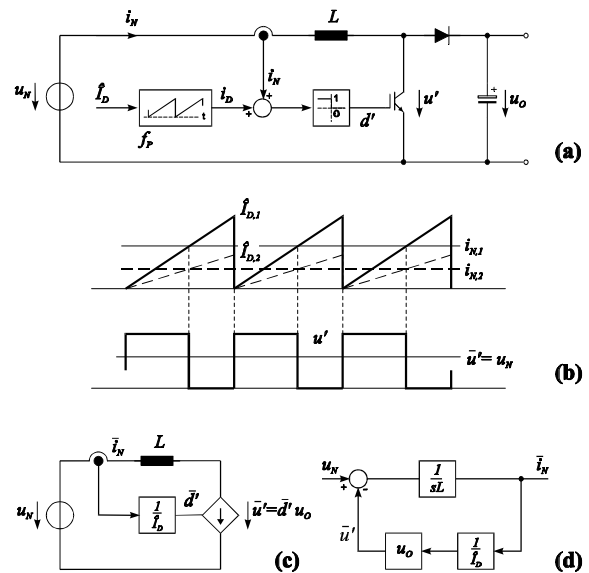 i_N
L
u_N
Î_D
i_D
i_N
+
+
t
f_P
1
0
d'
u'
+
u_O
(a)
Î_D,1
Î_D,2
i_N,1
i_N,2
u'
ū' = u_N
(b)
ī_N
L
u_N
1
Î_D
d̄'
ū'=d̄' u_O
(c)
u_N
+
-
1
sL
ī_N
ū'
u_O
1
Î_D
(d)